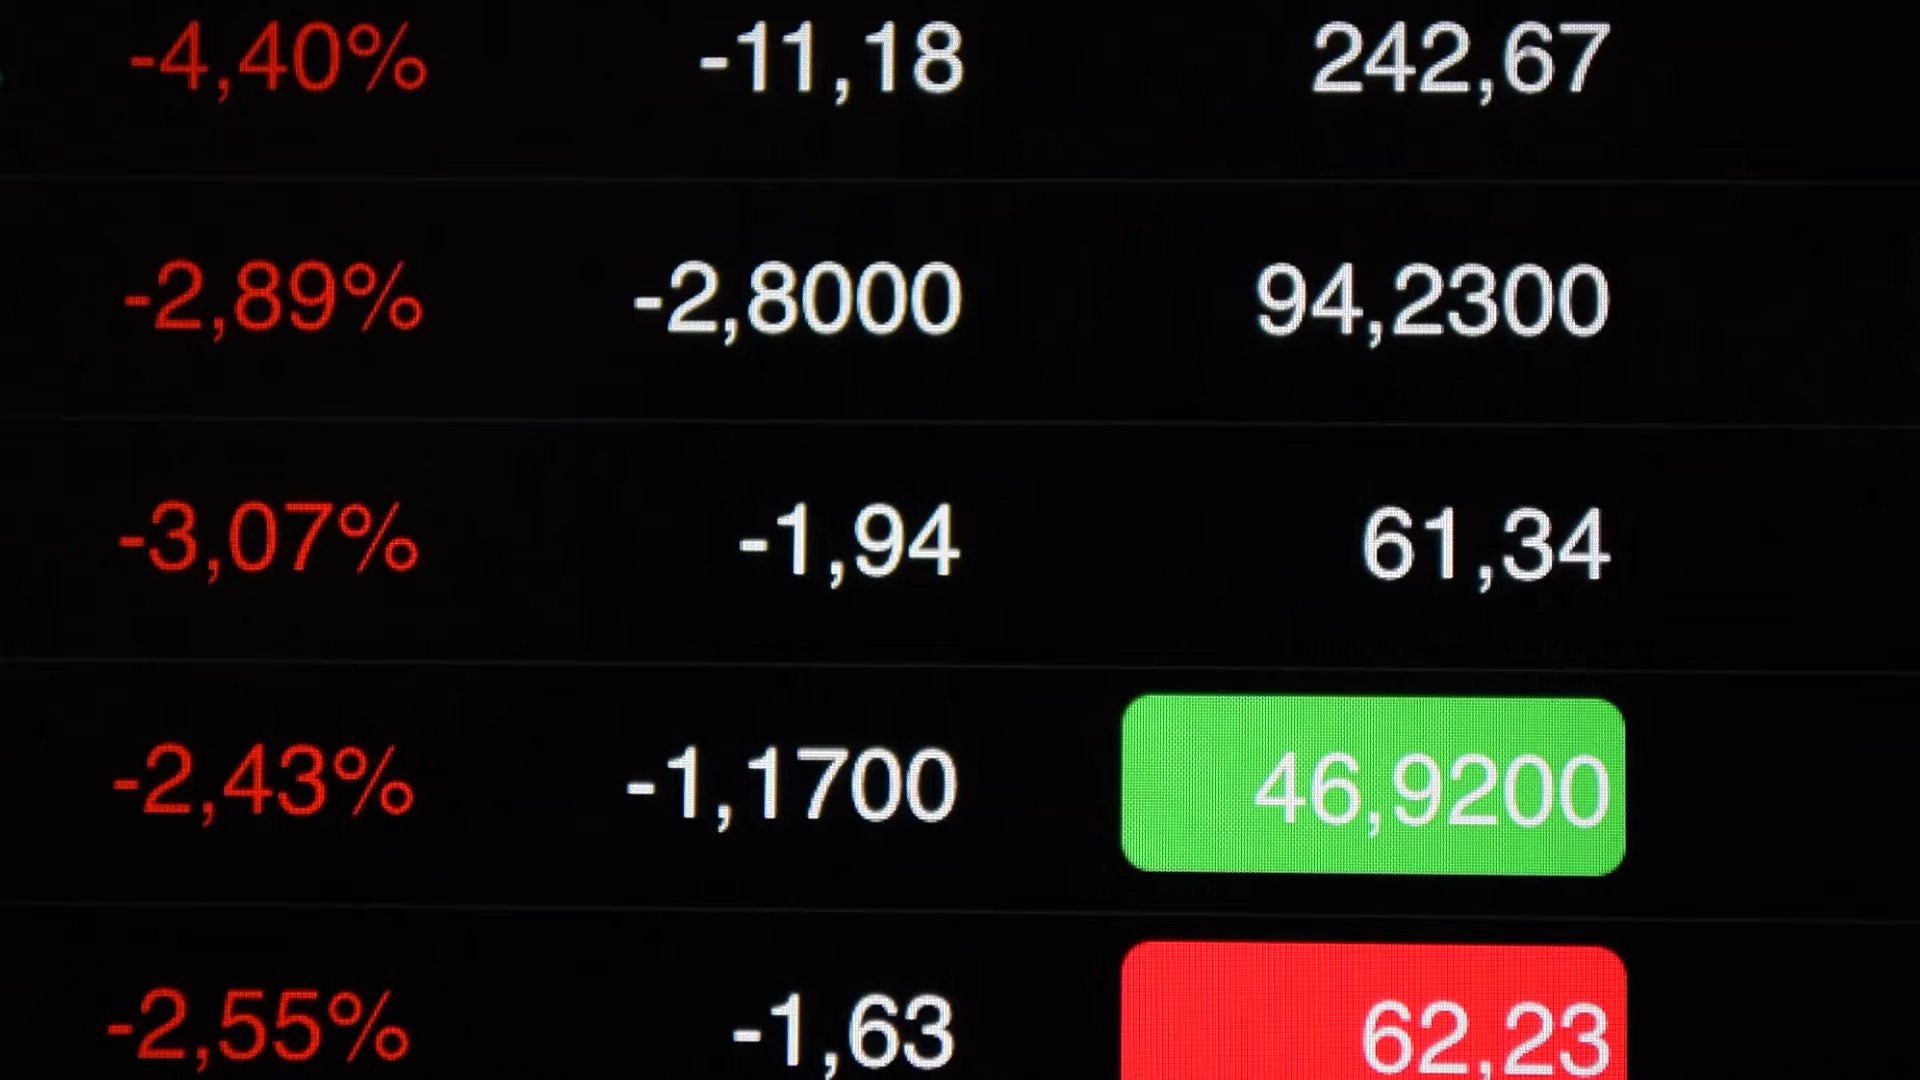 -4,40% -11,18 242,67
-2,89% -2,8000 94,2300
-3,07% -1,94 61,34
-2,43% -1,1700 46,9200
-2,55% -1,63 62,23